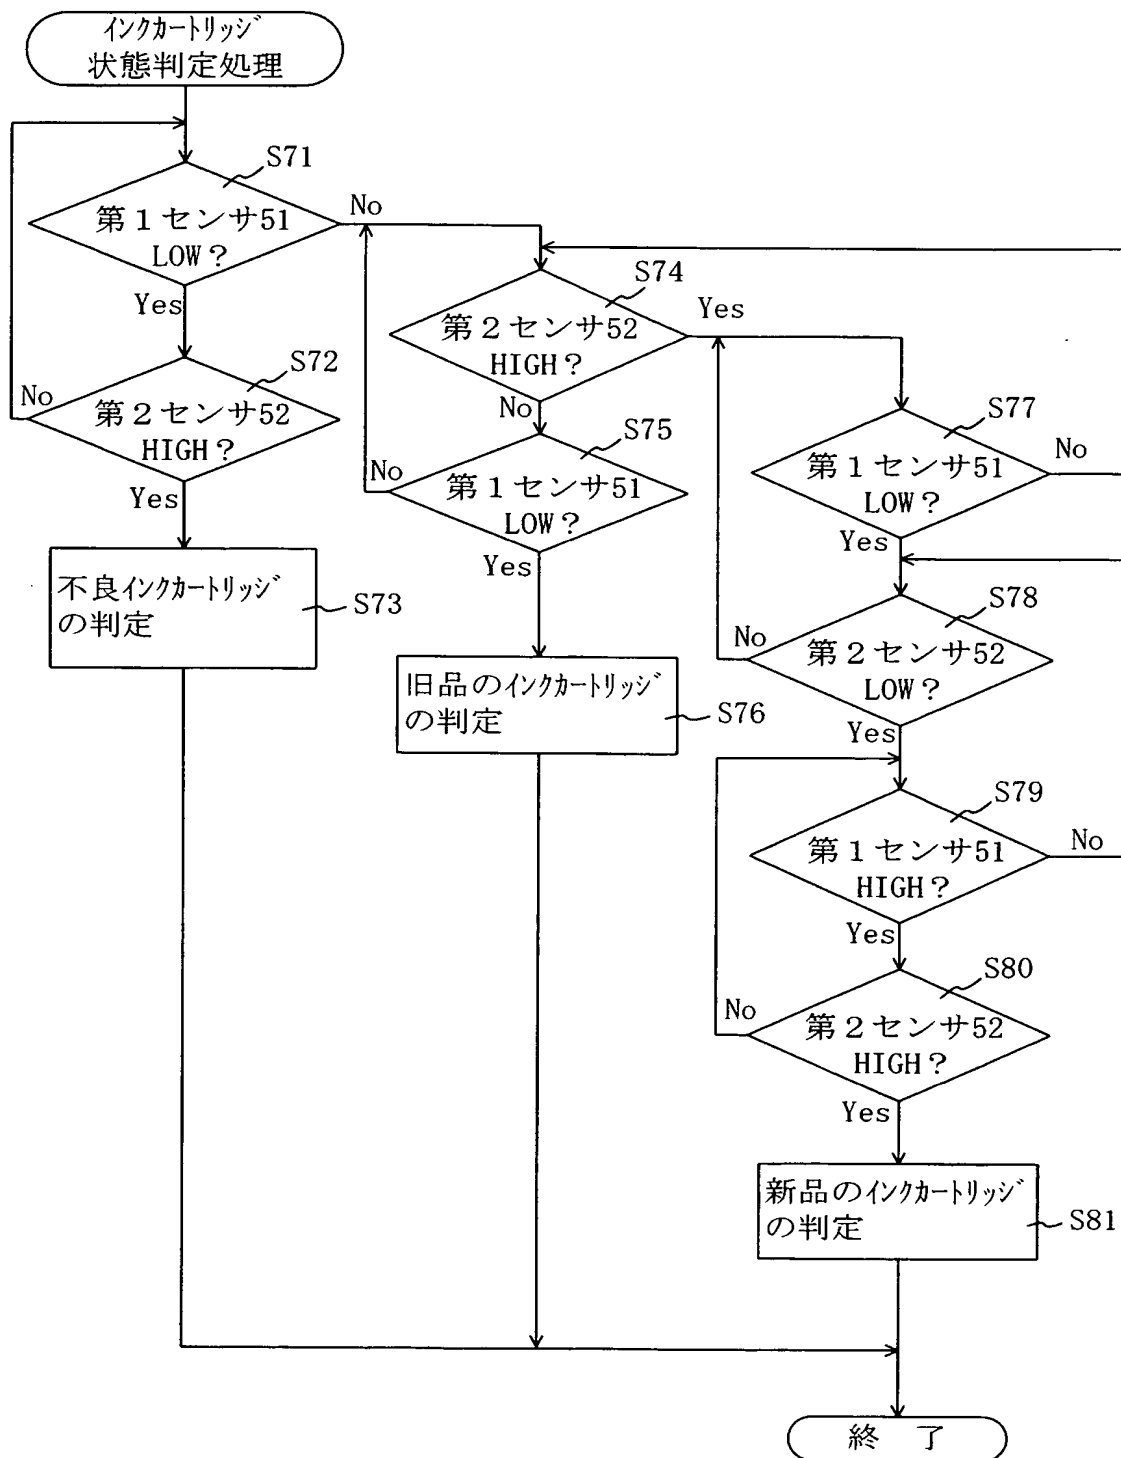 インクカートリッジ
状態判定処理
S71
第1センサ51
LOW?
No
Yes
S72
第2センサ52
HIGH?
No
Yes
不良インクカートリッジ
の判定
S73
S74
第2センサ52
HIGH?
Yes
No
S75
第1センサ51
LOW?
No
Yes
旧品のインクカートリッジ
の判定
S76
S77
第1センサ51
LOW?
No
Yes
S78
第2センサ52
LOW?
No
Yes
S79
第1センサ51
HIGH?
No
Yes
S80
第2センサ52
HIGH?
No
Yes
新品のインクカートリッジ
の判定
S81
終 了